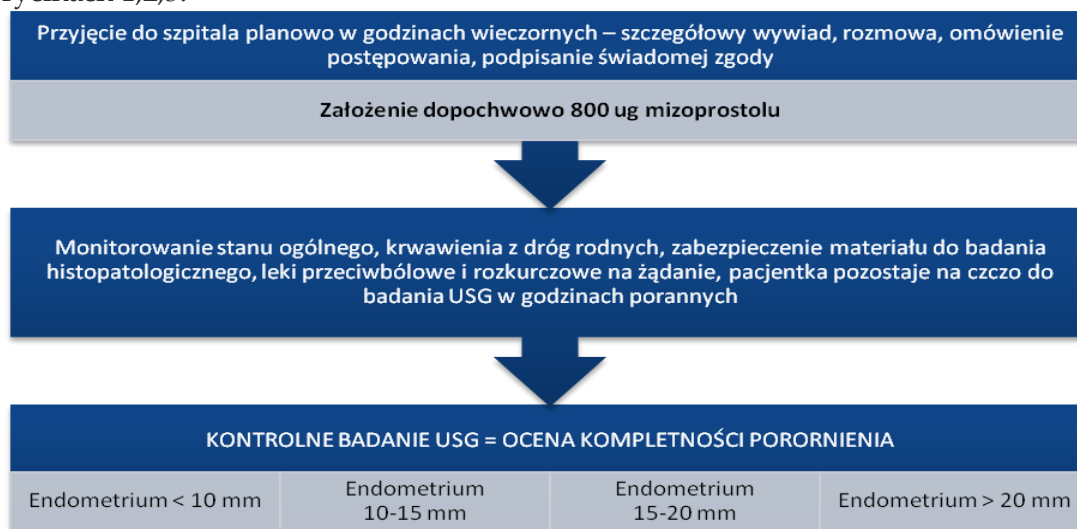 Przyjęcie do szpitala planowo w godzinach wieczornych – szczegółowy wywiad, rozmowa, omówienie
postępowania, podpisanie świadomej zgody
Założenie dopochwowo 800 ug mizoprostolu
Monitorowanie stanu ogólnego, krwawienia z dróg rodnych, zabezpieczenie materiału do badania
histopatologicznego, leki przeciwbólowe i rozkurczowe na żądanie, pacjentka pozostaje na czczo do
badania USG w godzinach porannych
KONTROLNE BADANIE USG = OCENA KOMPLETNOŚCI PORORNIENIA
Endometrium < 10 mm
Endometrium
10-15 mm
Endometrium
15-20 mm
Endometrium > 20 mm